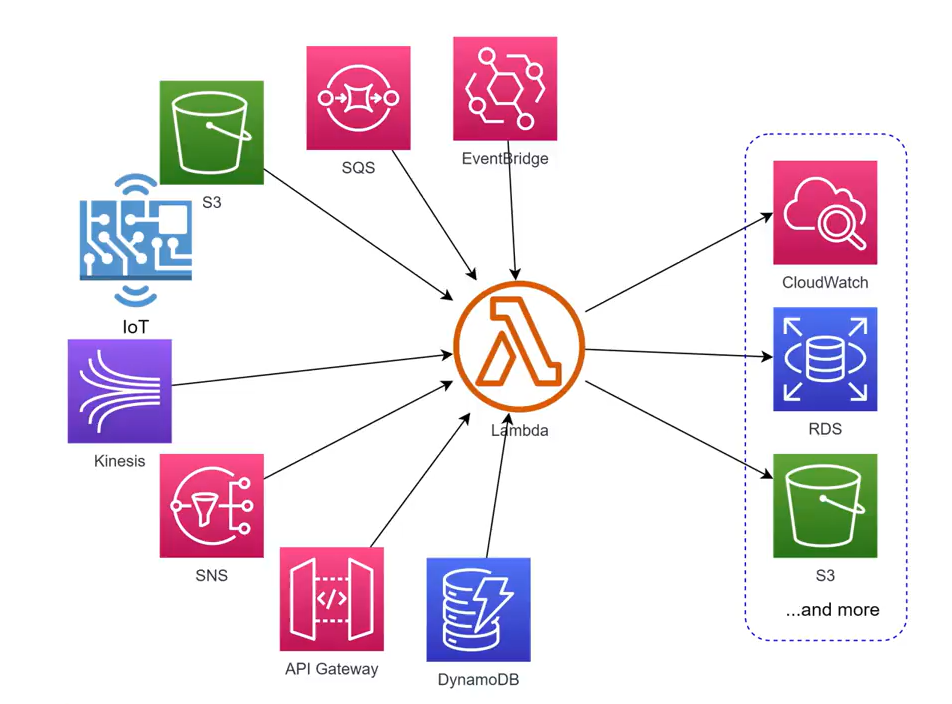 EventBridge
SQS
S3
IoT
Kinesis
SNS
API Gateway
DynamoDB
Lambda
CloudWatch
RDS
S3
...and more